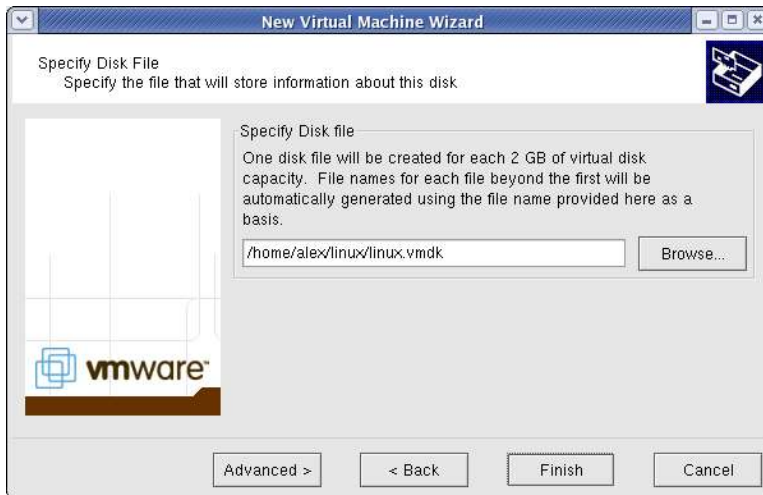 New Virtual Machine Wizard
Specify Disk File
Specify the file that will store information about this disk
Specify Disk file
One disk file will be created for each 2 GB of virtual disk
capacity. File names for each file beyond the first will be
automatically generated using the file name provided here as a
basis.
/home/alex/linux/linux.vmdk
Browse...
vmware™
Advanced >
< Back
Finish
Cancel